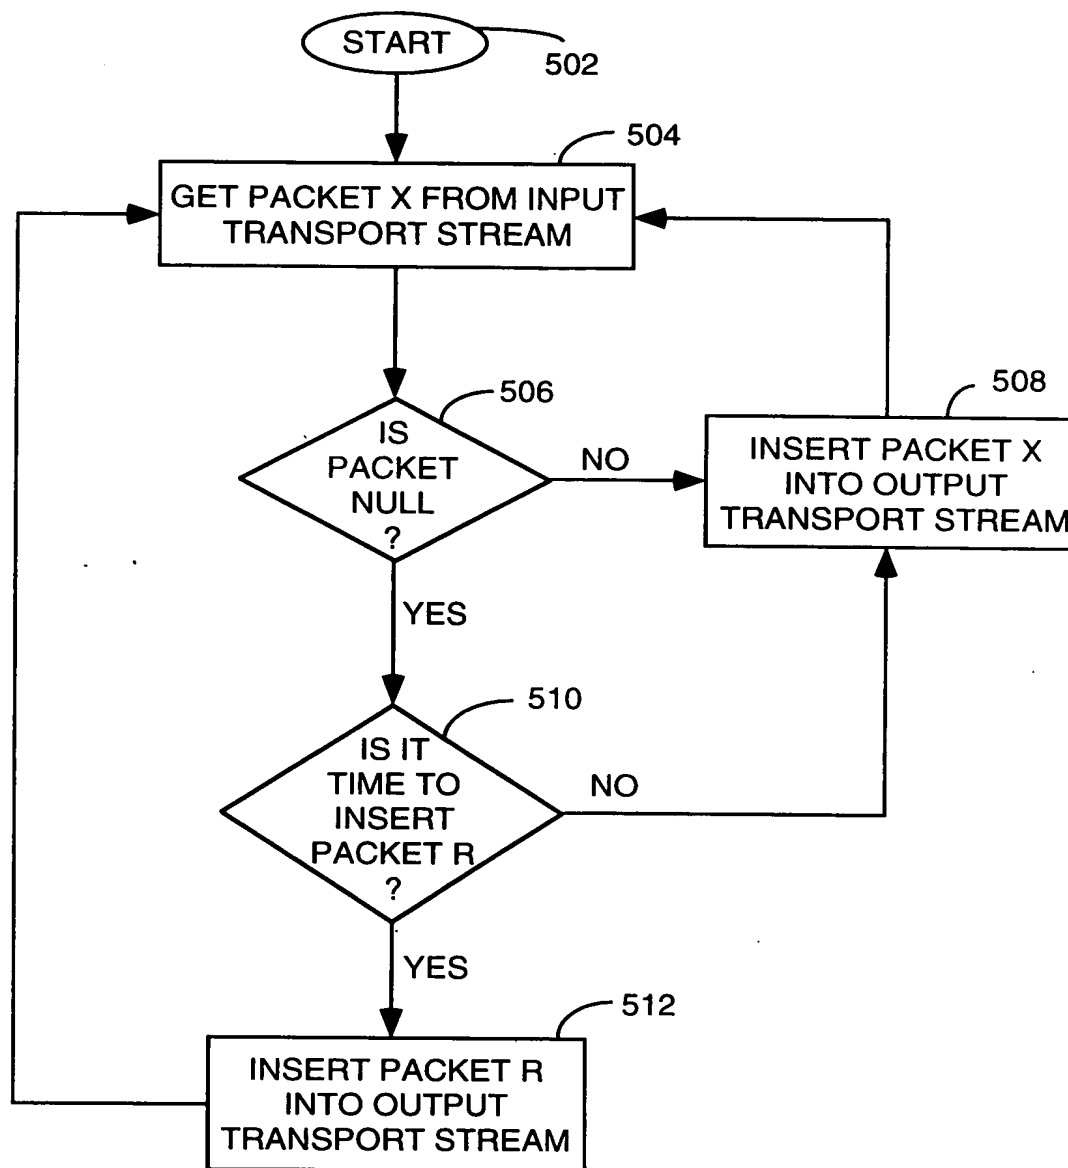 START
502
504
GET PACKET X FROM INPUT
TRANSPORT STREAM
506
IS
PACKET
NULL
?
NO
508
INSERT PACKET X
INTO OUTPUT
TRANSPORT STREAM
YES
510
IS IT
TIME TO
INSERT
PACKET R
?
NO
YES
512
INSERT PACKET R
INTO OUTPUT
TRANSPORT STREAM